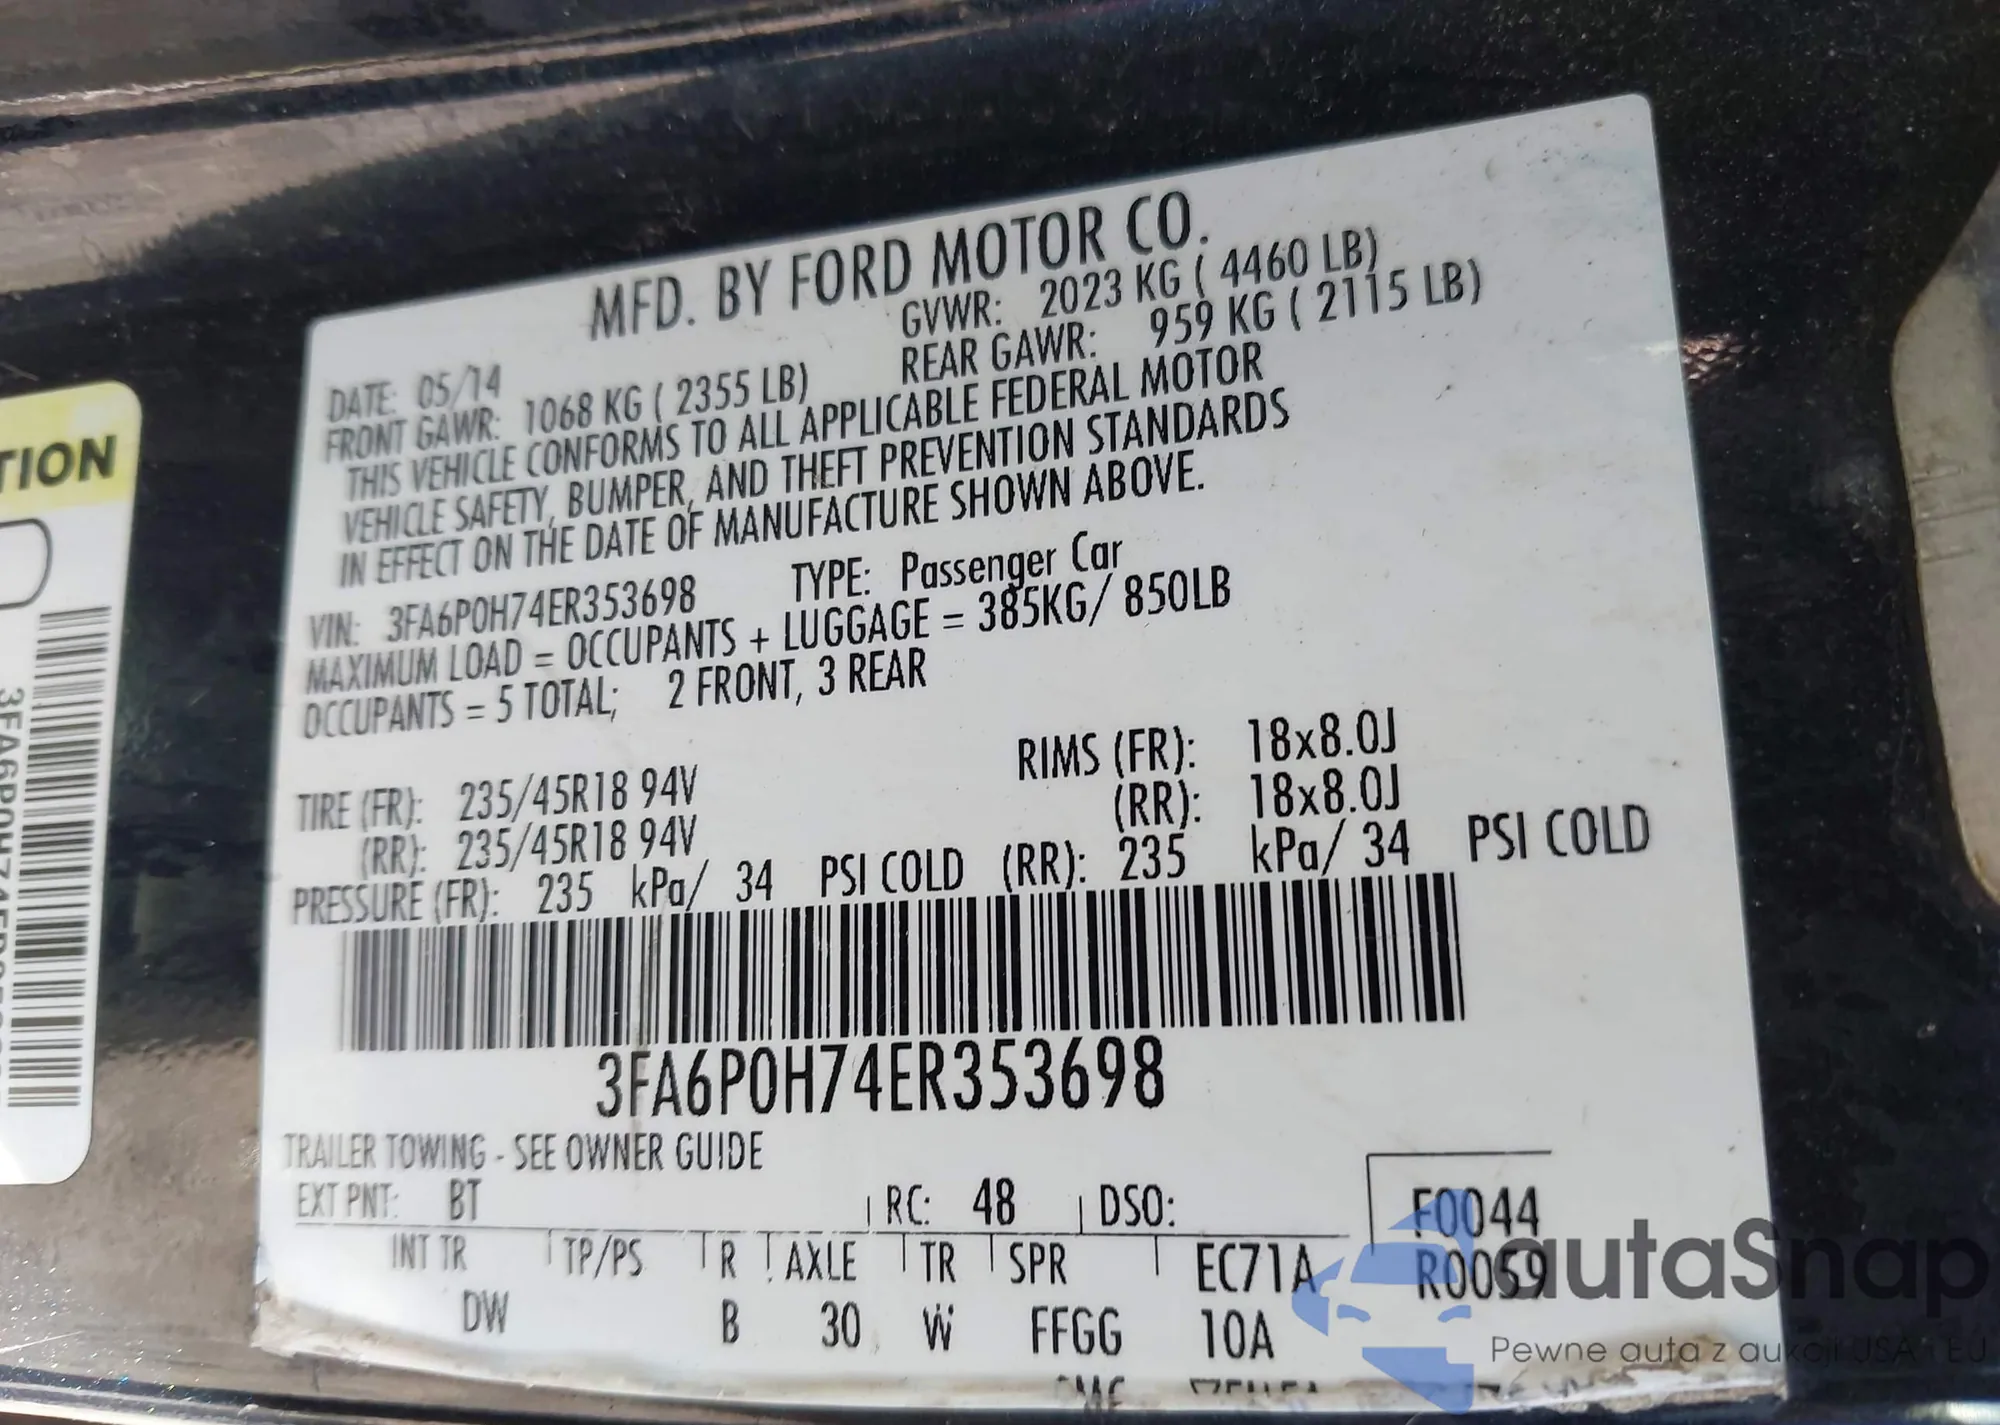 MFD. BY FORD MOTOR CO.
DATE: 05/14 GVWR: 2023 KG ( 4460 LB)
FRONT GAWR: 1068 KG ( 2355 LB) REAR GAWR: 959 KG ( 2115 LB)
THIS VEHICLE CONFORMS TO ALL APPLICABLE FEDERAL MOTOR
VEHICLE SAFETY, BUMPER, AND THEFT PREVENTION STANDARDS
IN EFFECT ON THE DATE OF MANUFACTURE SHOWN ABOVE.
VIN: 3FA6P0H74ER353698 TYPE: Passenger Car
MAXIMUM LOAD = OCCUPANTS + LUGGAGE = 385KG/ 850LB
OCCUPANTS = 5 TOTAL; 2 FRONT, 3 REAR
TIRE (FR): 235/45R18 94V RIMS (FR): 18x8.0J
(RR): 235/45R18 94V (RR): 18x8.0J
PRESSURE (FR): 235 kPa/ 34 PSI COLD (RR): 235 kPa/ 34 PSI COLD
3FA6P0H74ER353698
TRAILER TOWING - SEE OWNER GUIDE
EXT PNT: BT RC: 48 DSO: F0044
INT TR TP/PS R AXLE TR SPR EC71A R0059
DW B 30 W FFGG 10A
TION
autaSnap
Pewne auta z aukcji USA i EU